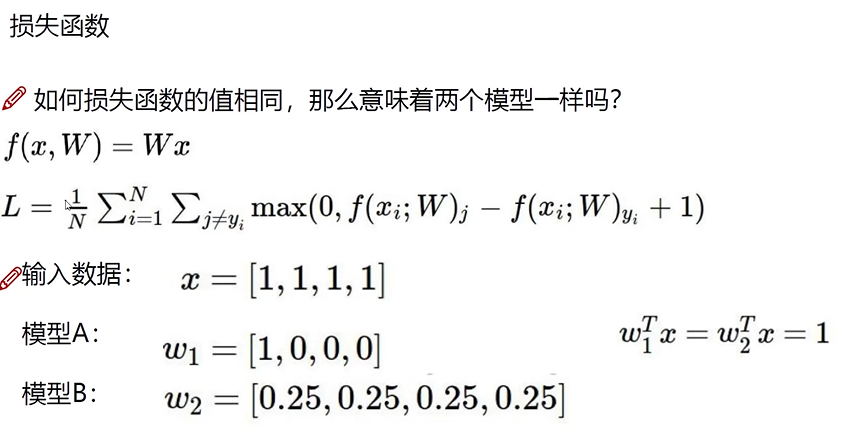 损失函数
如何损失函数的值相同，那么意味着两个模型一样吗？
f(x, W) = Wx
L = \frac{1}{N} \sum_{i=1}^{N} \sum_{j \neq y_i} \max(0, f(x_i; W)_j - f(x_i; W)_{y_i} + 1)
输入数据： x = [1, 1, 1, 1]
模型A： w_1 = [1, 0, 0, 0] w_1^T x = w_2^T x = 1
模型B： w_2 = [0.25, 0.25, 0.25, 0.25]